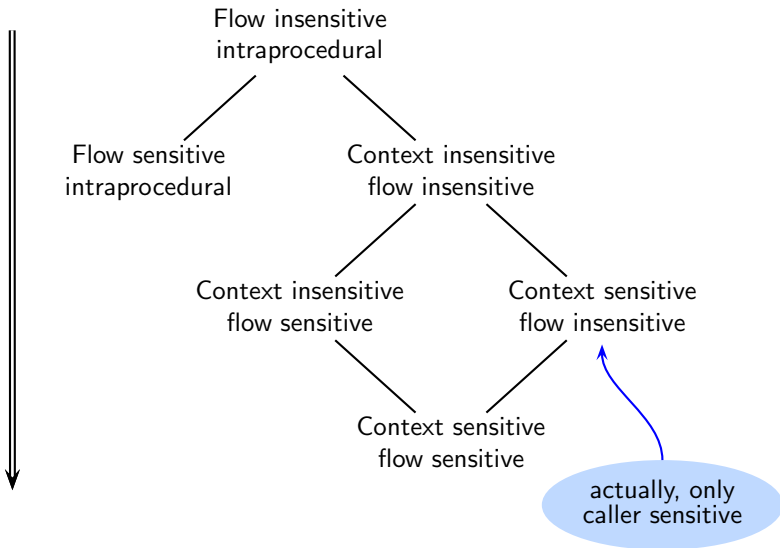 Flow insensitive
intraprocedural
Flow sensitive
intraprocedural
Context insensitive
flow insensitive
Context insensitive
flow sensitive
Context sensitive
flow insensitive
Context sensitive
flow sensitive
actually, only
caller sensitive